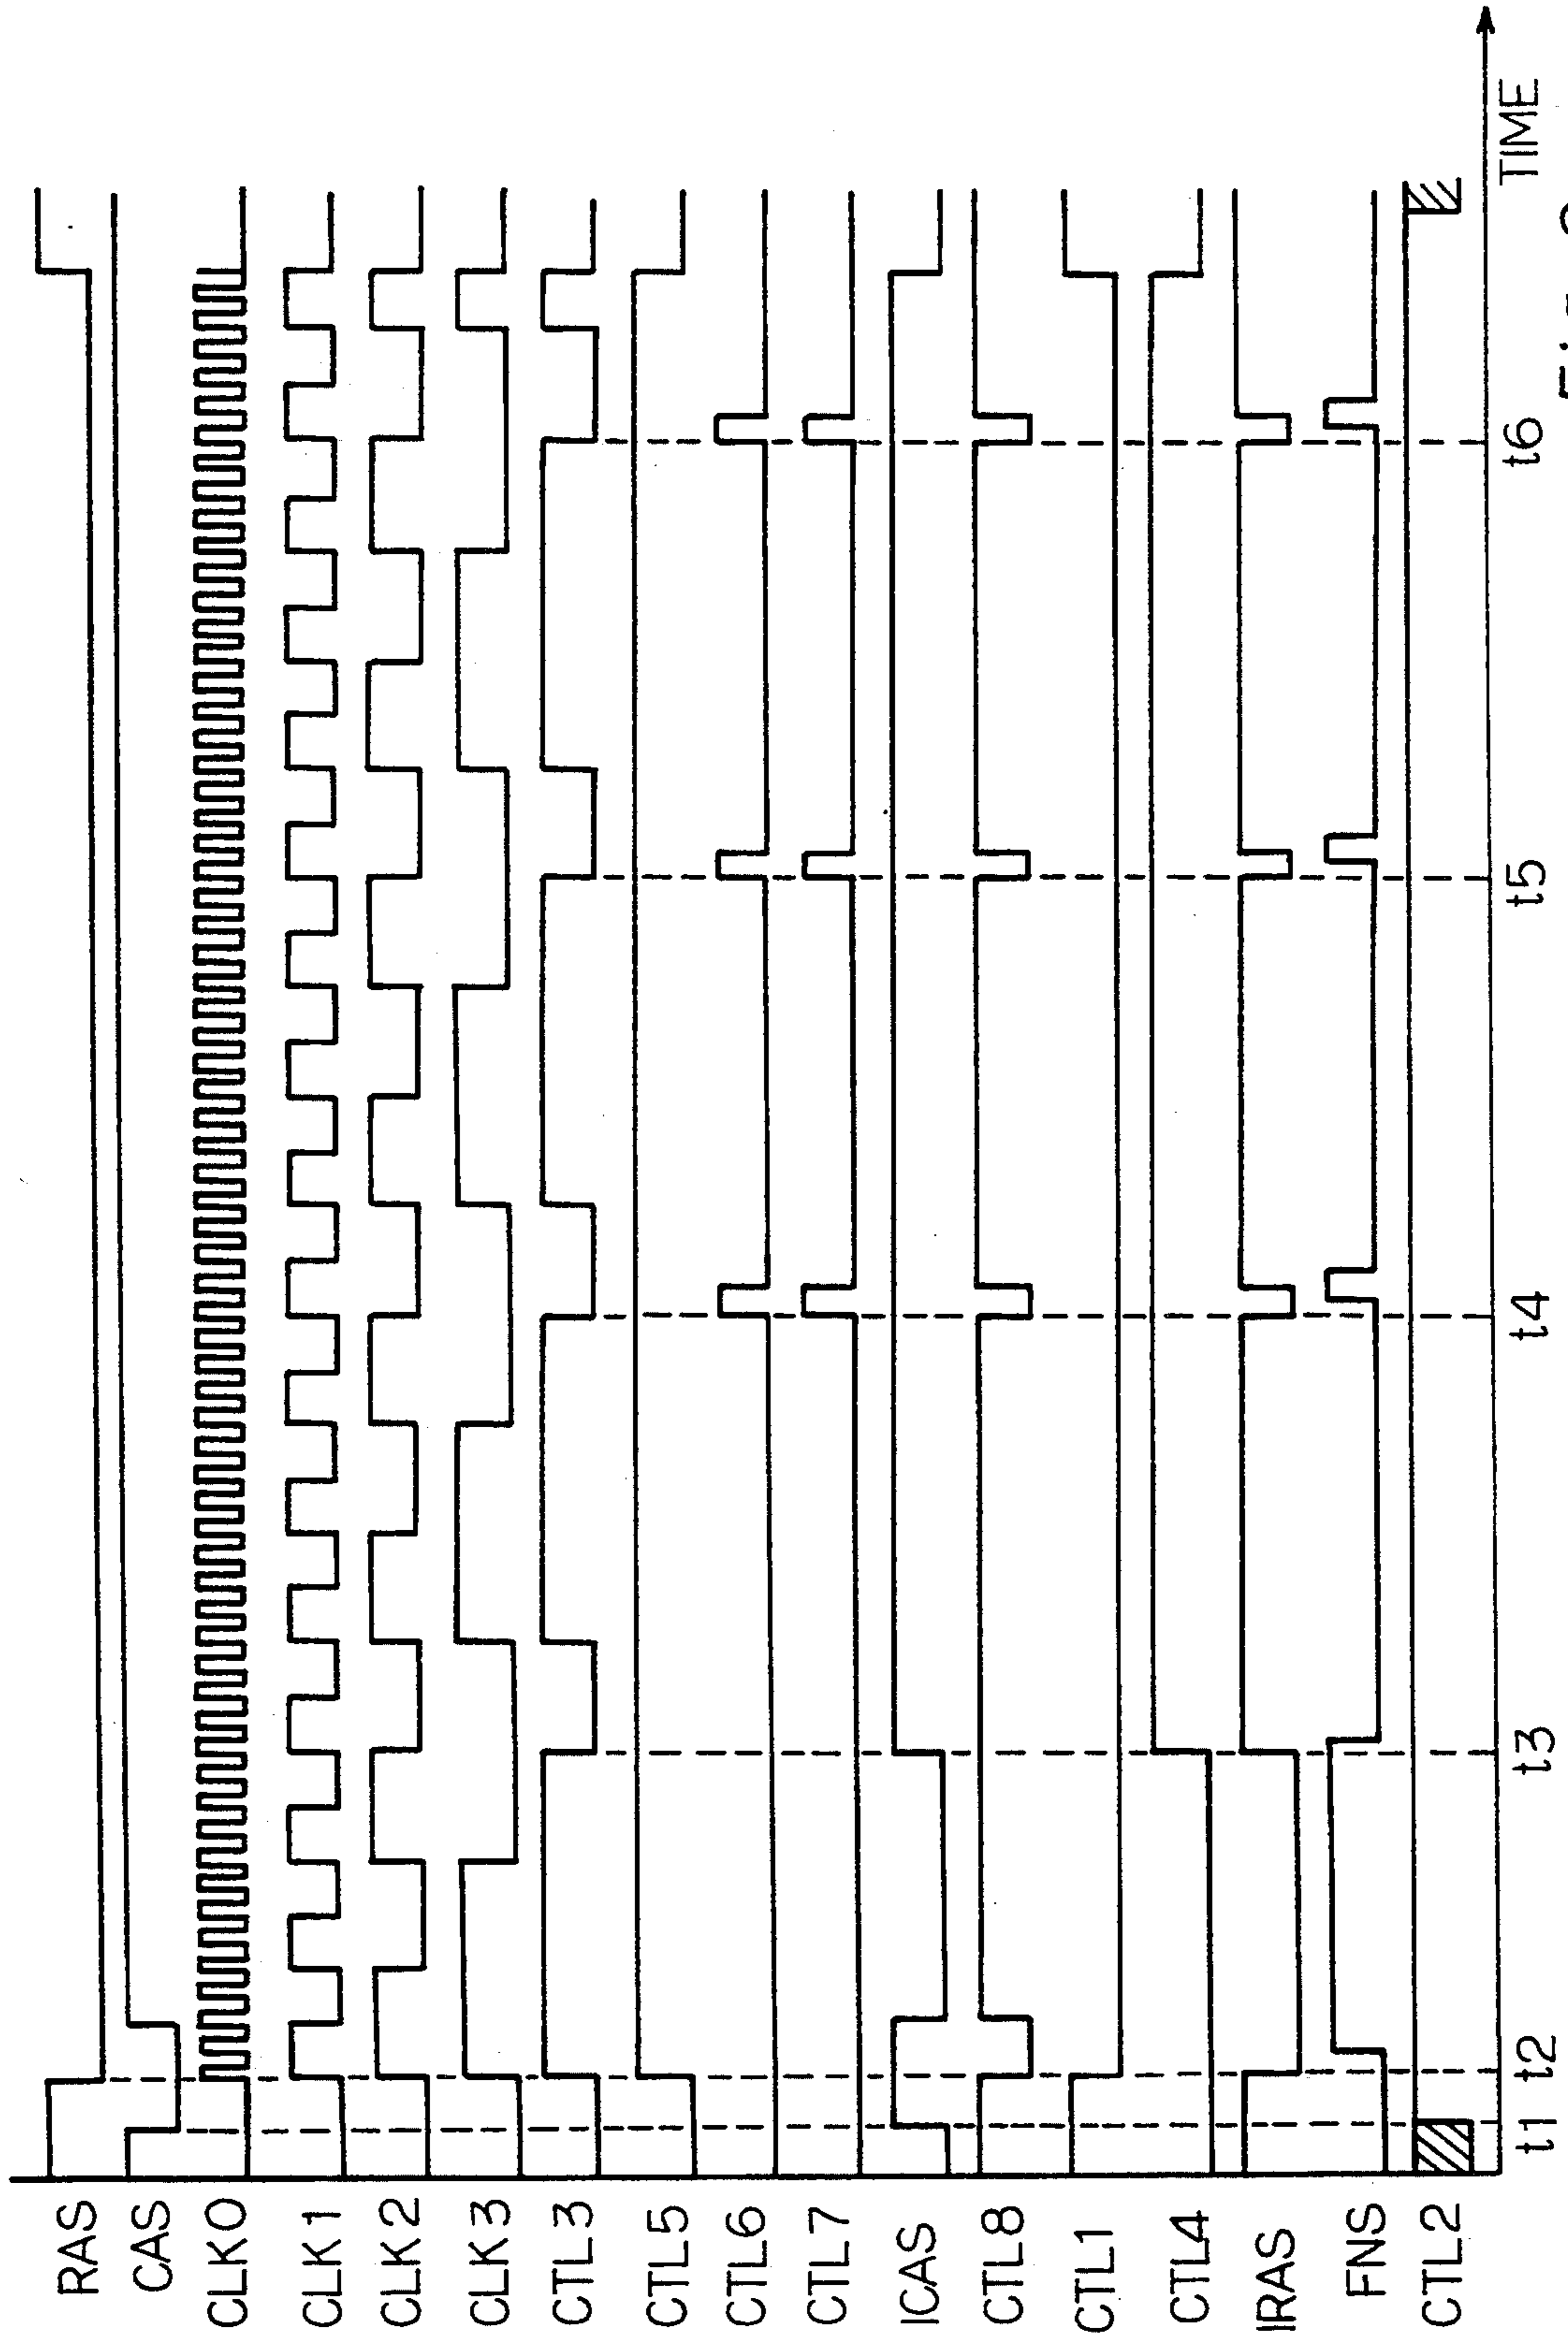 RAS
CAS
CLK0
CLK1
CLK2
CLK3
CTL3
CTL5
CTL6
CTL7
ICAS
CTL8
CTL1
CTL4
IRAS
FNS
CTL2
t1 t2 t3 t4 t5 t6 TIME